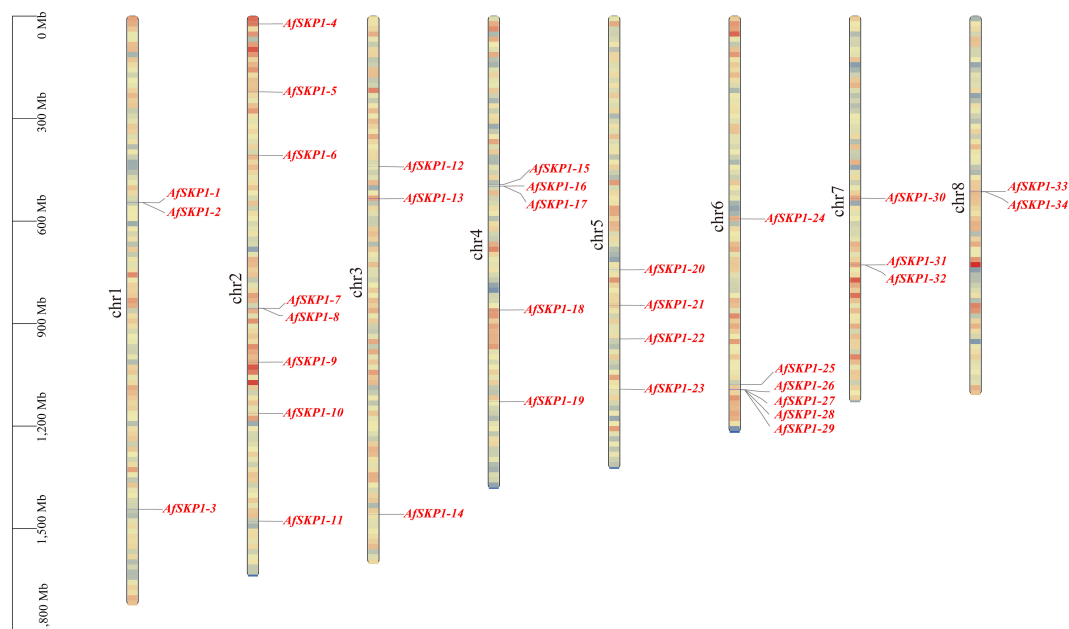 0 Mb
300 Mb
600 Mb
900 Mb
1,200 Mb
1,500 Mb
,800 Mb
chr1
AfSKP1-1
AfSKP1-2
AfSKP1-3
chr2
AfSKP1-4
AfSKP1-5
AfSKP1-6
AfSKP1-7
AfSKP1-8
AfSKP1-9
AfSKP1-10
AfSKP1-11
chr3
AfSKP1-12
AfSKP1-13
AfSKP1-14
chr4
AfSKP1-15
AfSKP1-16
AfSKP1-17
AfSKP1-18
AfSKP1-19
chr5
AfSKP1-20
AfSKP1-21
AfSKP1-22
AfSKP1-23
chr6
AfSKP1-24
AfSKP1-25
AfSKP1-26
AfSKP1-27
AfSKP1-28
AfSKP1-29
chr7
AfSKP1-30
AfSKP1-31
AfSKP1-32
chr8
AfSKP1-33
AfSKP1-34